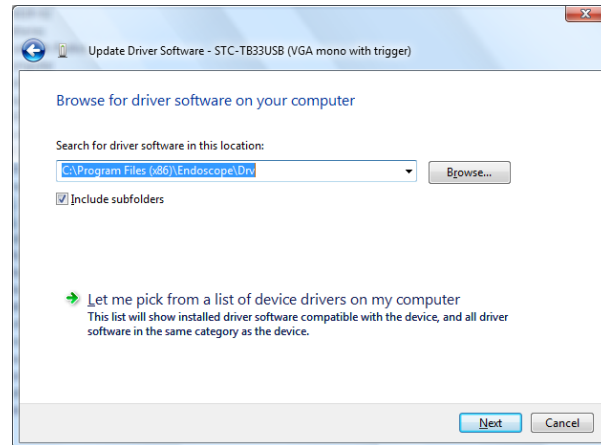 Update Driver Software - STC-TB33USB (VGA mono with trigger)
Browse for driver software on your computer
Search for driver software in this location:
C:\Program Files (x86)\Endoscope\Drv
Browse...
Include subfolders
Let me pick from a list of device drivers on my computer
This list will show installed driver software compatible with the device, and all driver
software in the same category as the device.
Next
Cancel